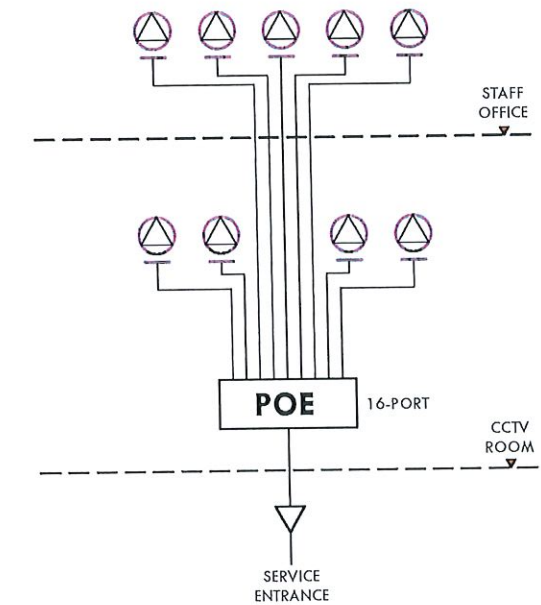 STAFF
OFFICE
POE
16-PORT
CCTV
ROOM
SERVICE
ENTRANCE